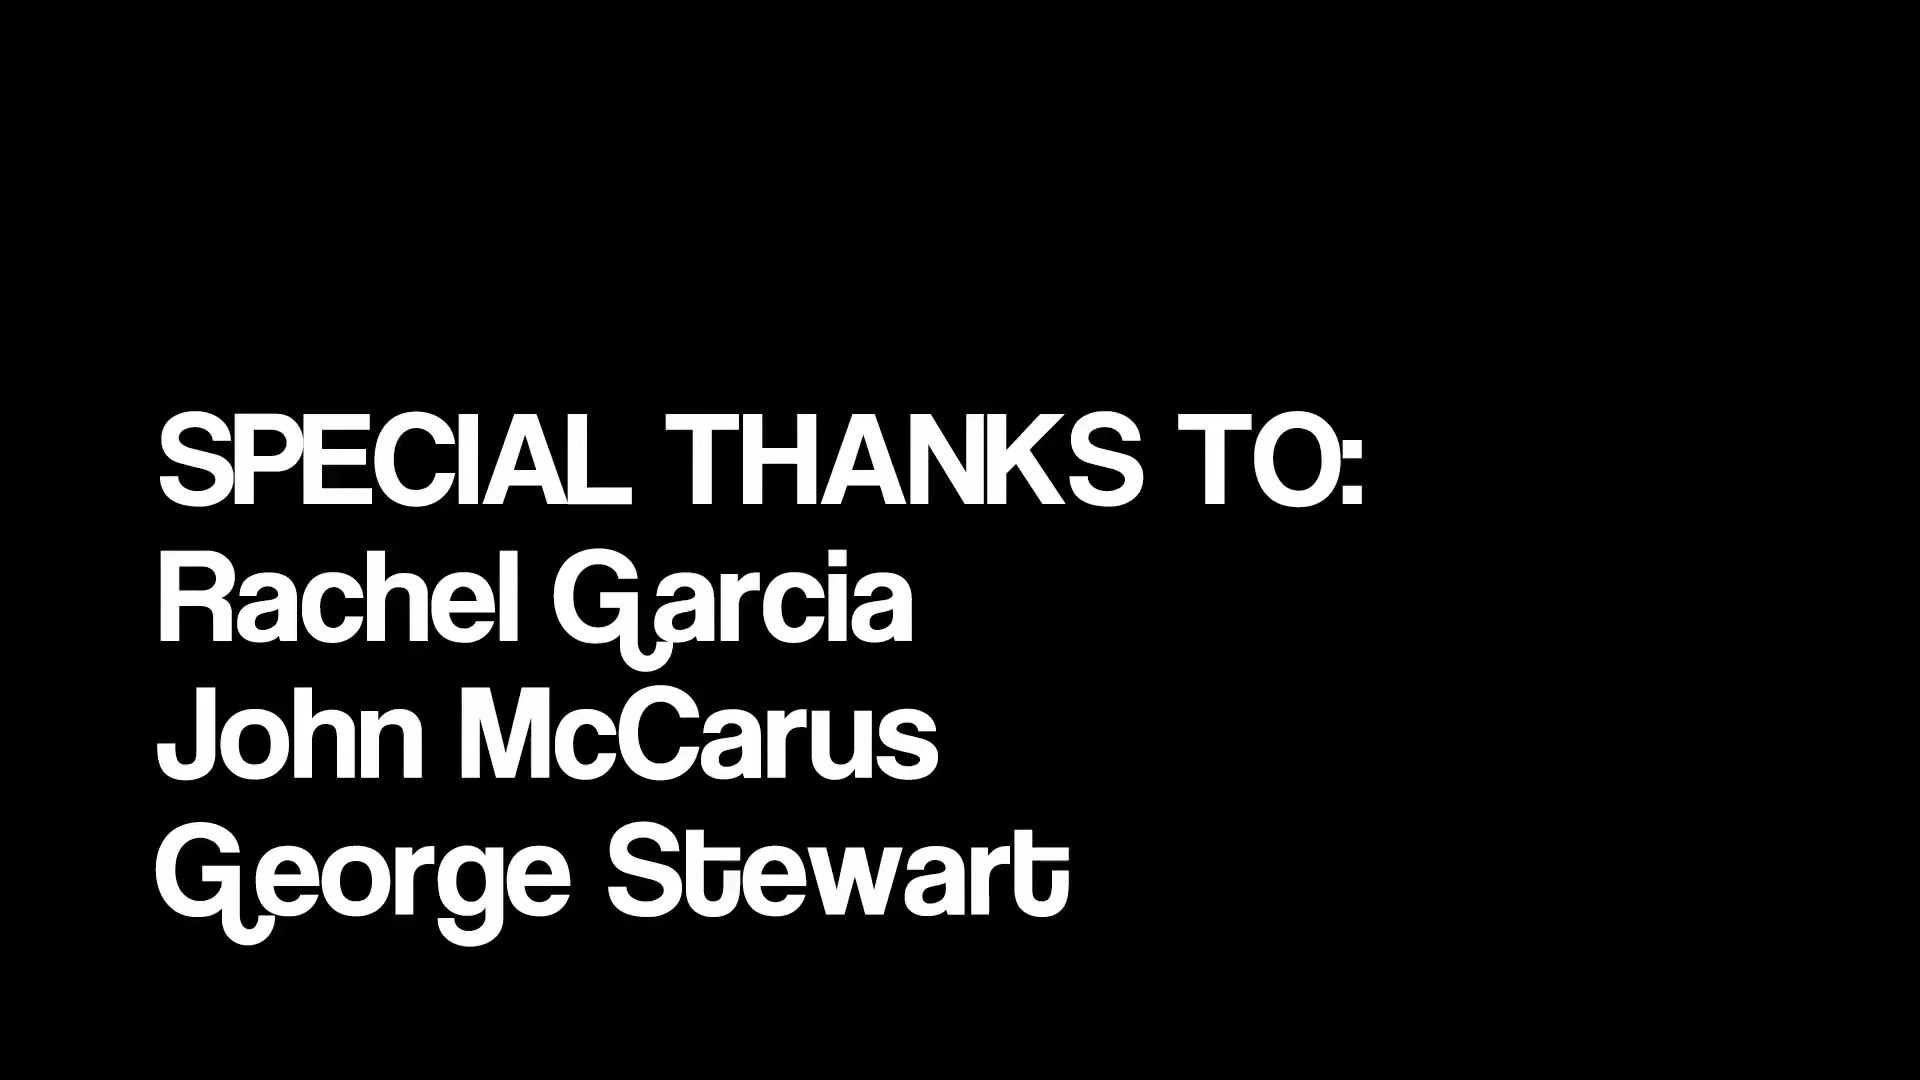 SPECIAL THANKS TO:
Rachel Garcia
John McCarus
George Stewart